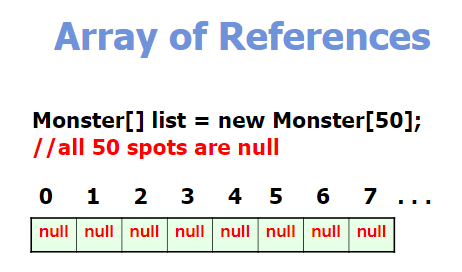 Array of References
Monster[] list = new Monster[50];
//all 50 spots are null
0 1 2 3 4 5 6 7 . . .
null null null null null null null null